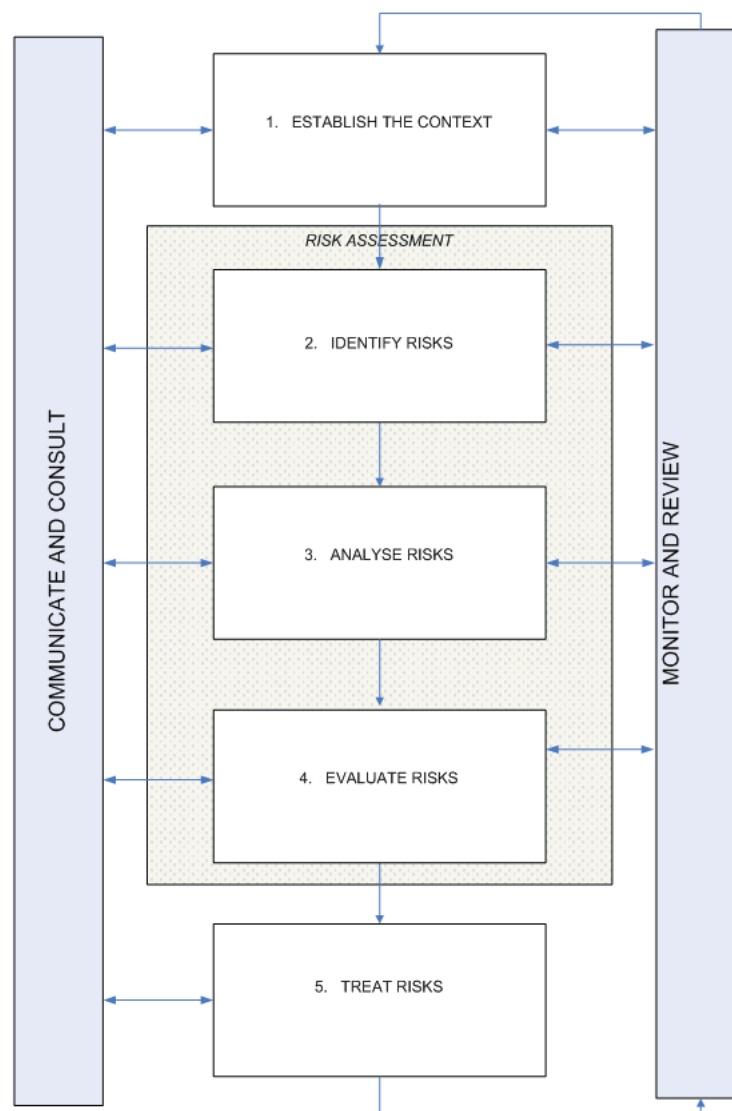 1. ESTABLISH THE CONTEXT
RISK ASSESSMENT
2. IDENTIFY RISKS
3. ANALYSE RISKS
4. EVALUATE RISKS
5. TREAT RISKS
COMMUNICATE AND CONSULT
MONITOR AND REVIEW